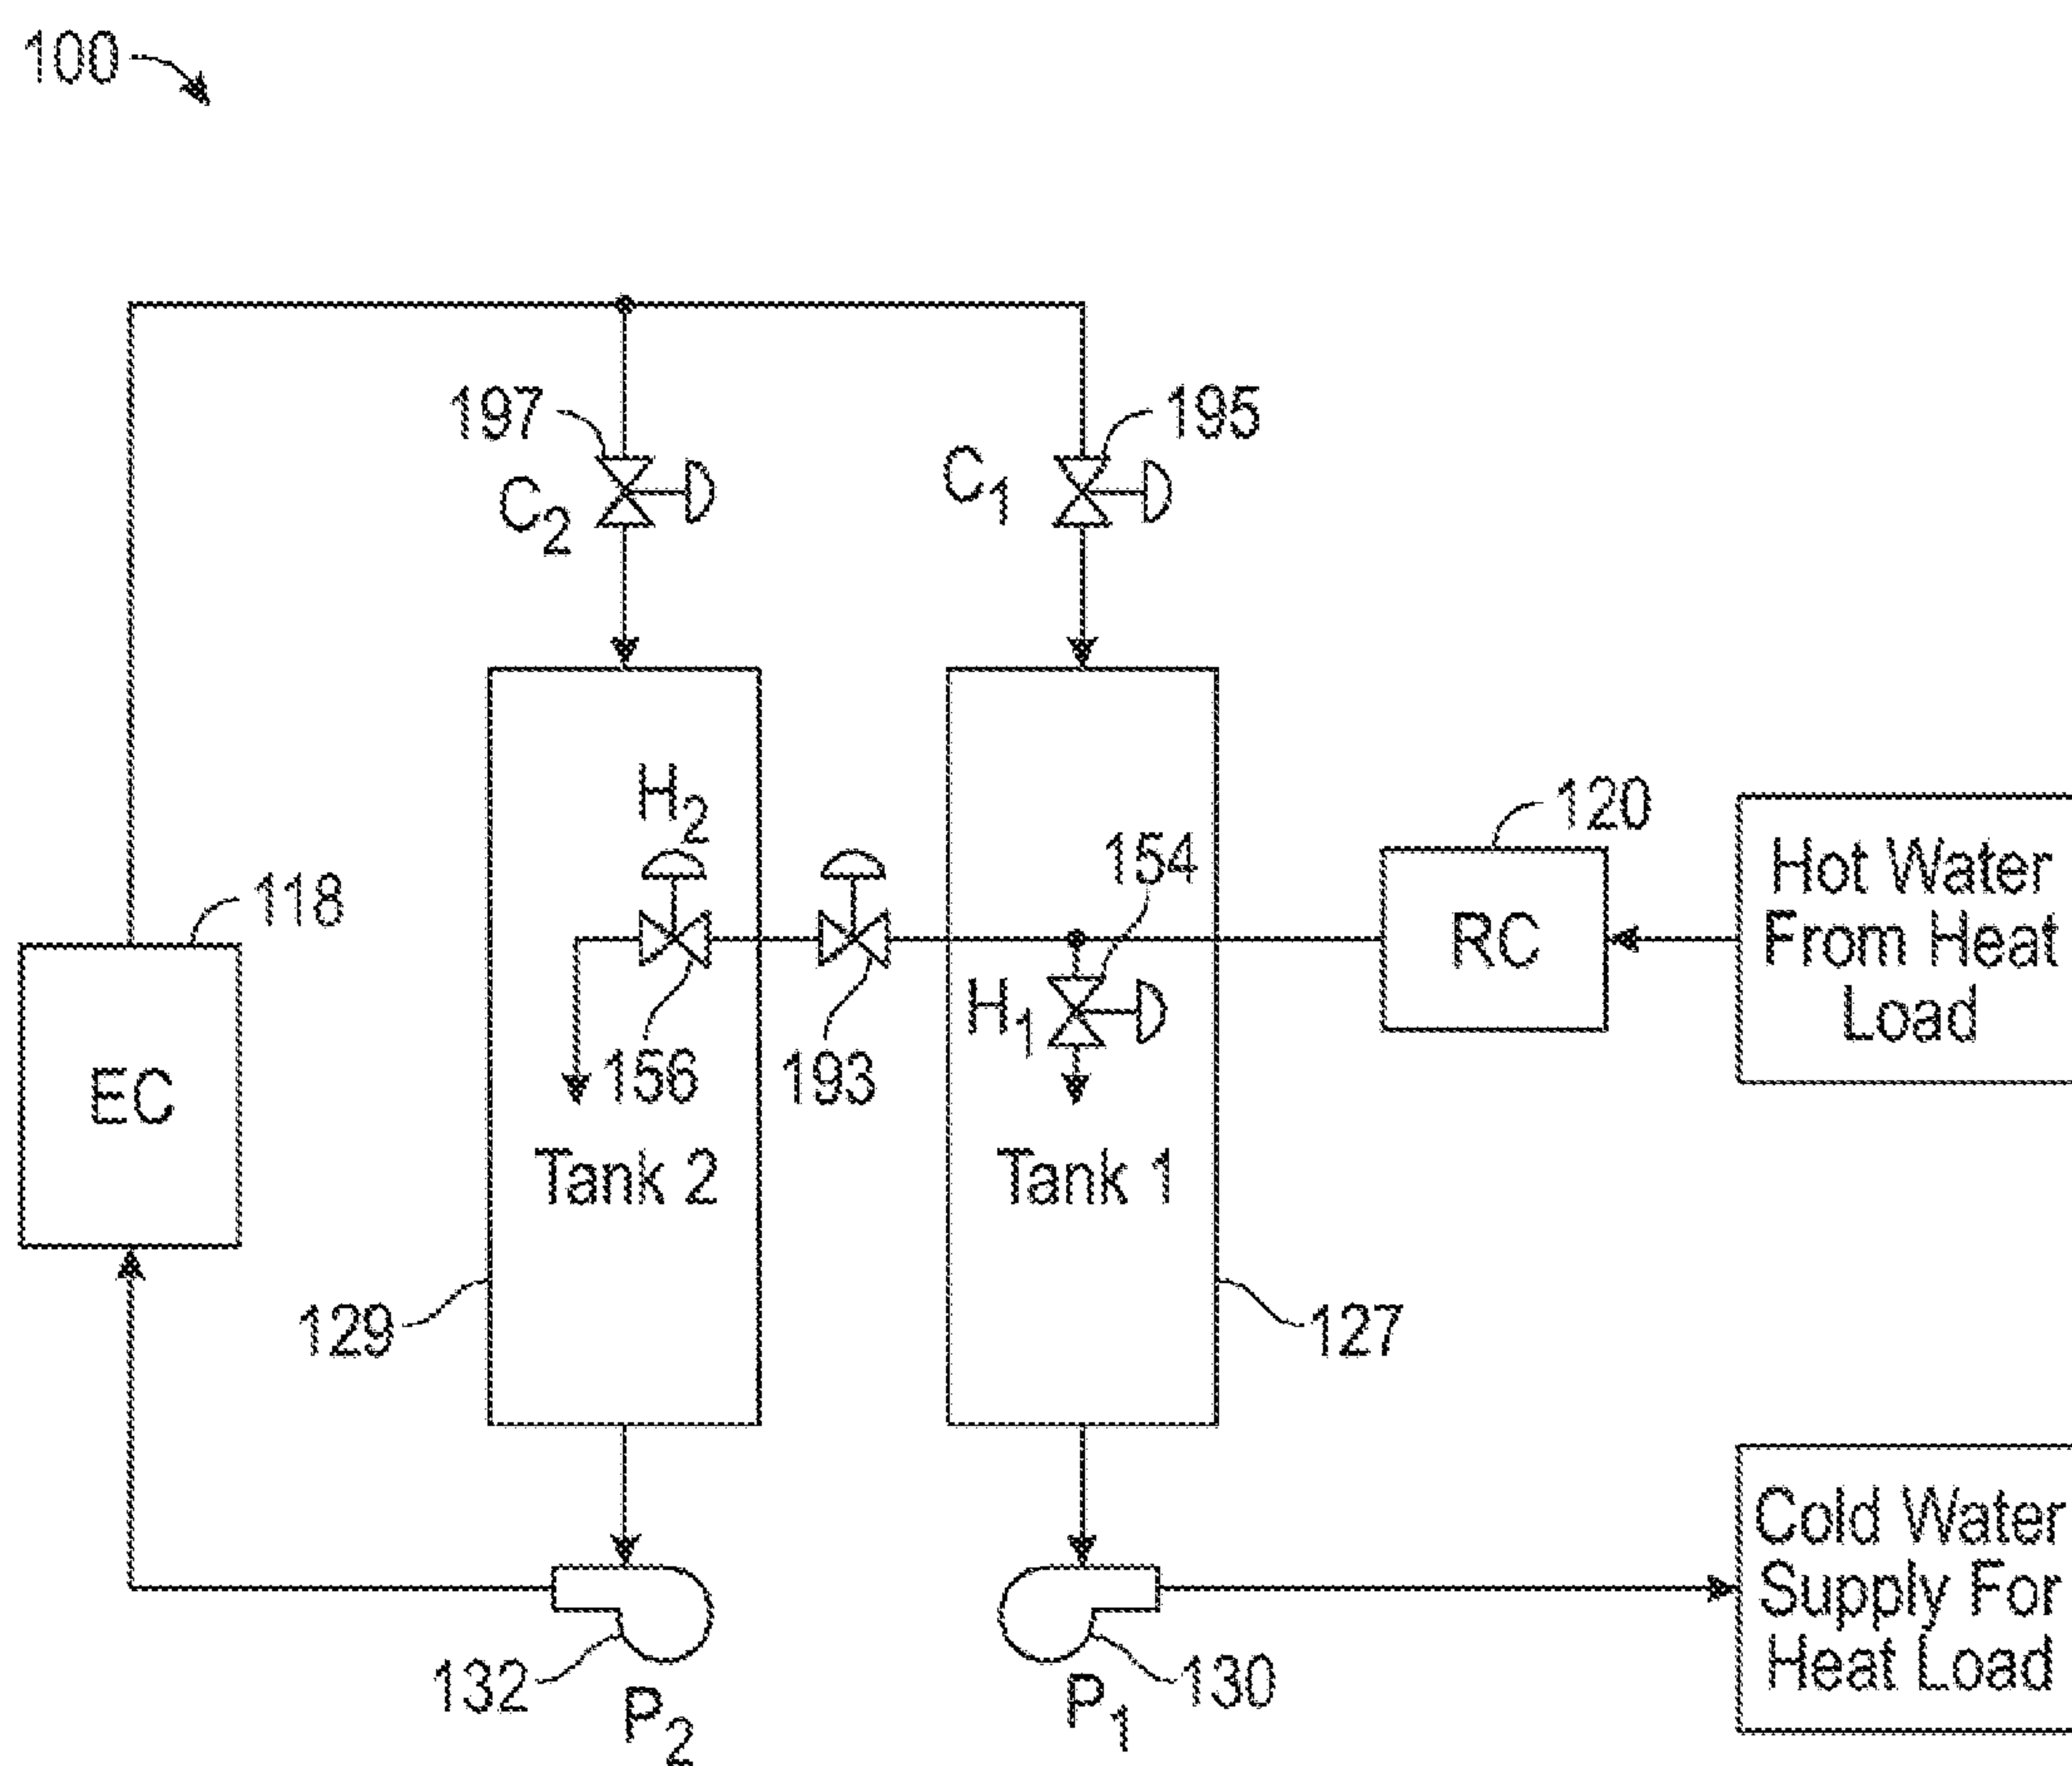 100
197
C2
C1
195
H2
154
120
Hot Water
From Heat
Load
118
RC
H1
EC
156
193
Tank 2
Tank 1
129
127
Cold Water
Supply For
Heat Load
132
P2
130
P1